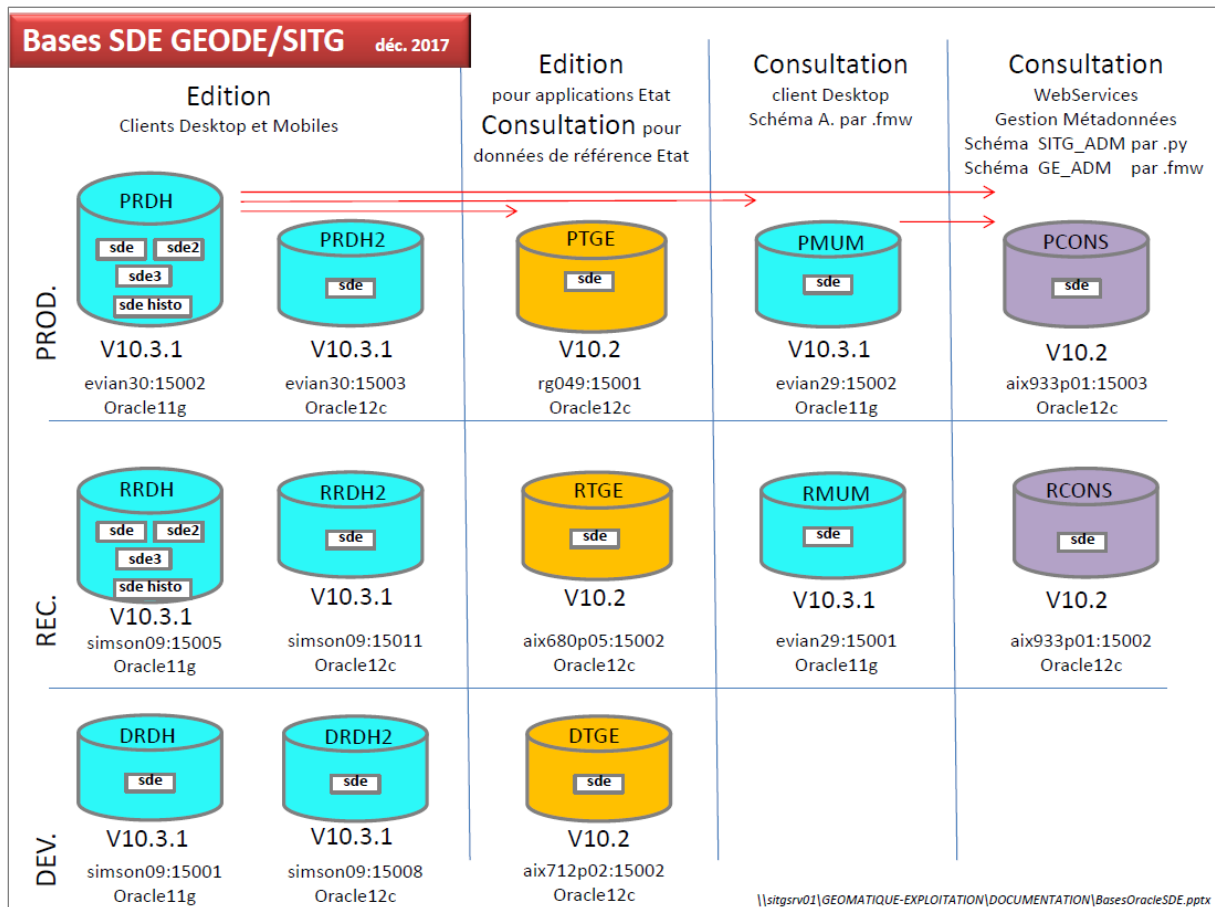 Bases SDE GEODE/SITG déc. 2017
Edition
Clients Desktop et Mobiles
Edition
pour applications Etat
Consultation pour
données de référence Etat
Consultation
client Desktop
Schéma A. par .fmw
Consultation
WebServices
Gestion Métadonnées
Schéma SITG_ADM par .py
Schéma GE_ADM par .fmw
PROD.
PRDH
sde sde2
sde3
sde histo
V10.3.1
evian30:15002
Oracle11g
PRDH2
sde
V10.3.1
evian30:15003
Oracle12c
PTGE
sde
V10.2
rg049:15001
Oracle12c
PMUM
sde
V10.3.1
evian29:15002
Oracle11g
PCONS
sde
V10.2
aix933p01:15003
Oracle12c
REC.
RRDH
sde sde2
sde3
sde histo
V10.3.1
simson09:15005
Oracle11g
RRDH2
sde
V10.3.1
simson09:15011
Oracle12c
RTGE
sde
V10.2
aix680p05:15002
Oracle12c
RMUM
sde
V10.3.1
evian29:15001
Oracle11g
RCONS
sde
V10.2
aix933p01:15002
Oracle12c
DEV.
DRDH
sde
V10.3.1
simson09:15001
Oracle11g
DRDH2
sde
V10.3.1
simson09:15008
Oracle12c
DTGE
sde
V10.2
aix712p02:15002
Oracle12c
\\sitgsrv01\GEOMATIQUE-EXPLOITATION\DOCUMENTATION\BasesOracleSDE.pptx